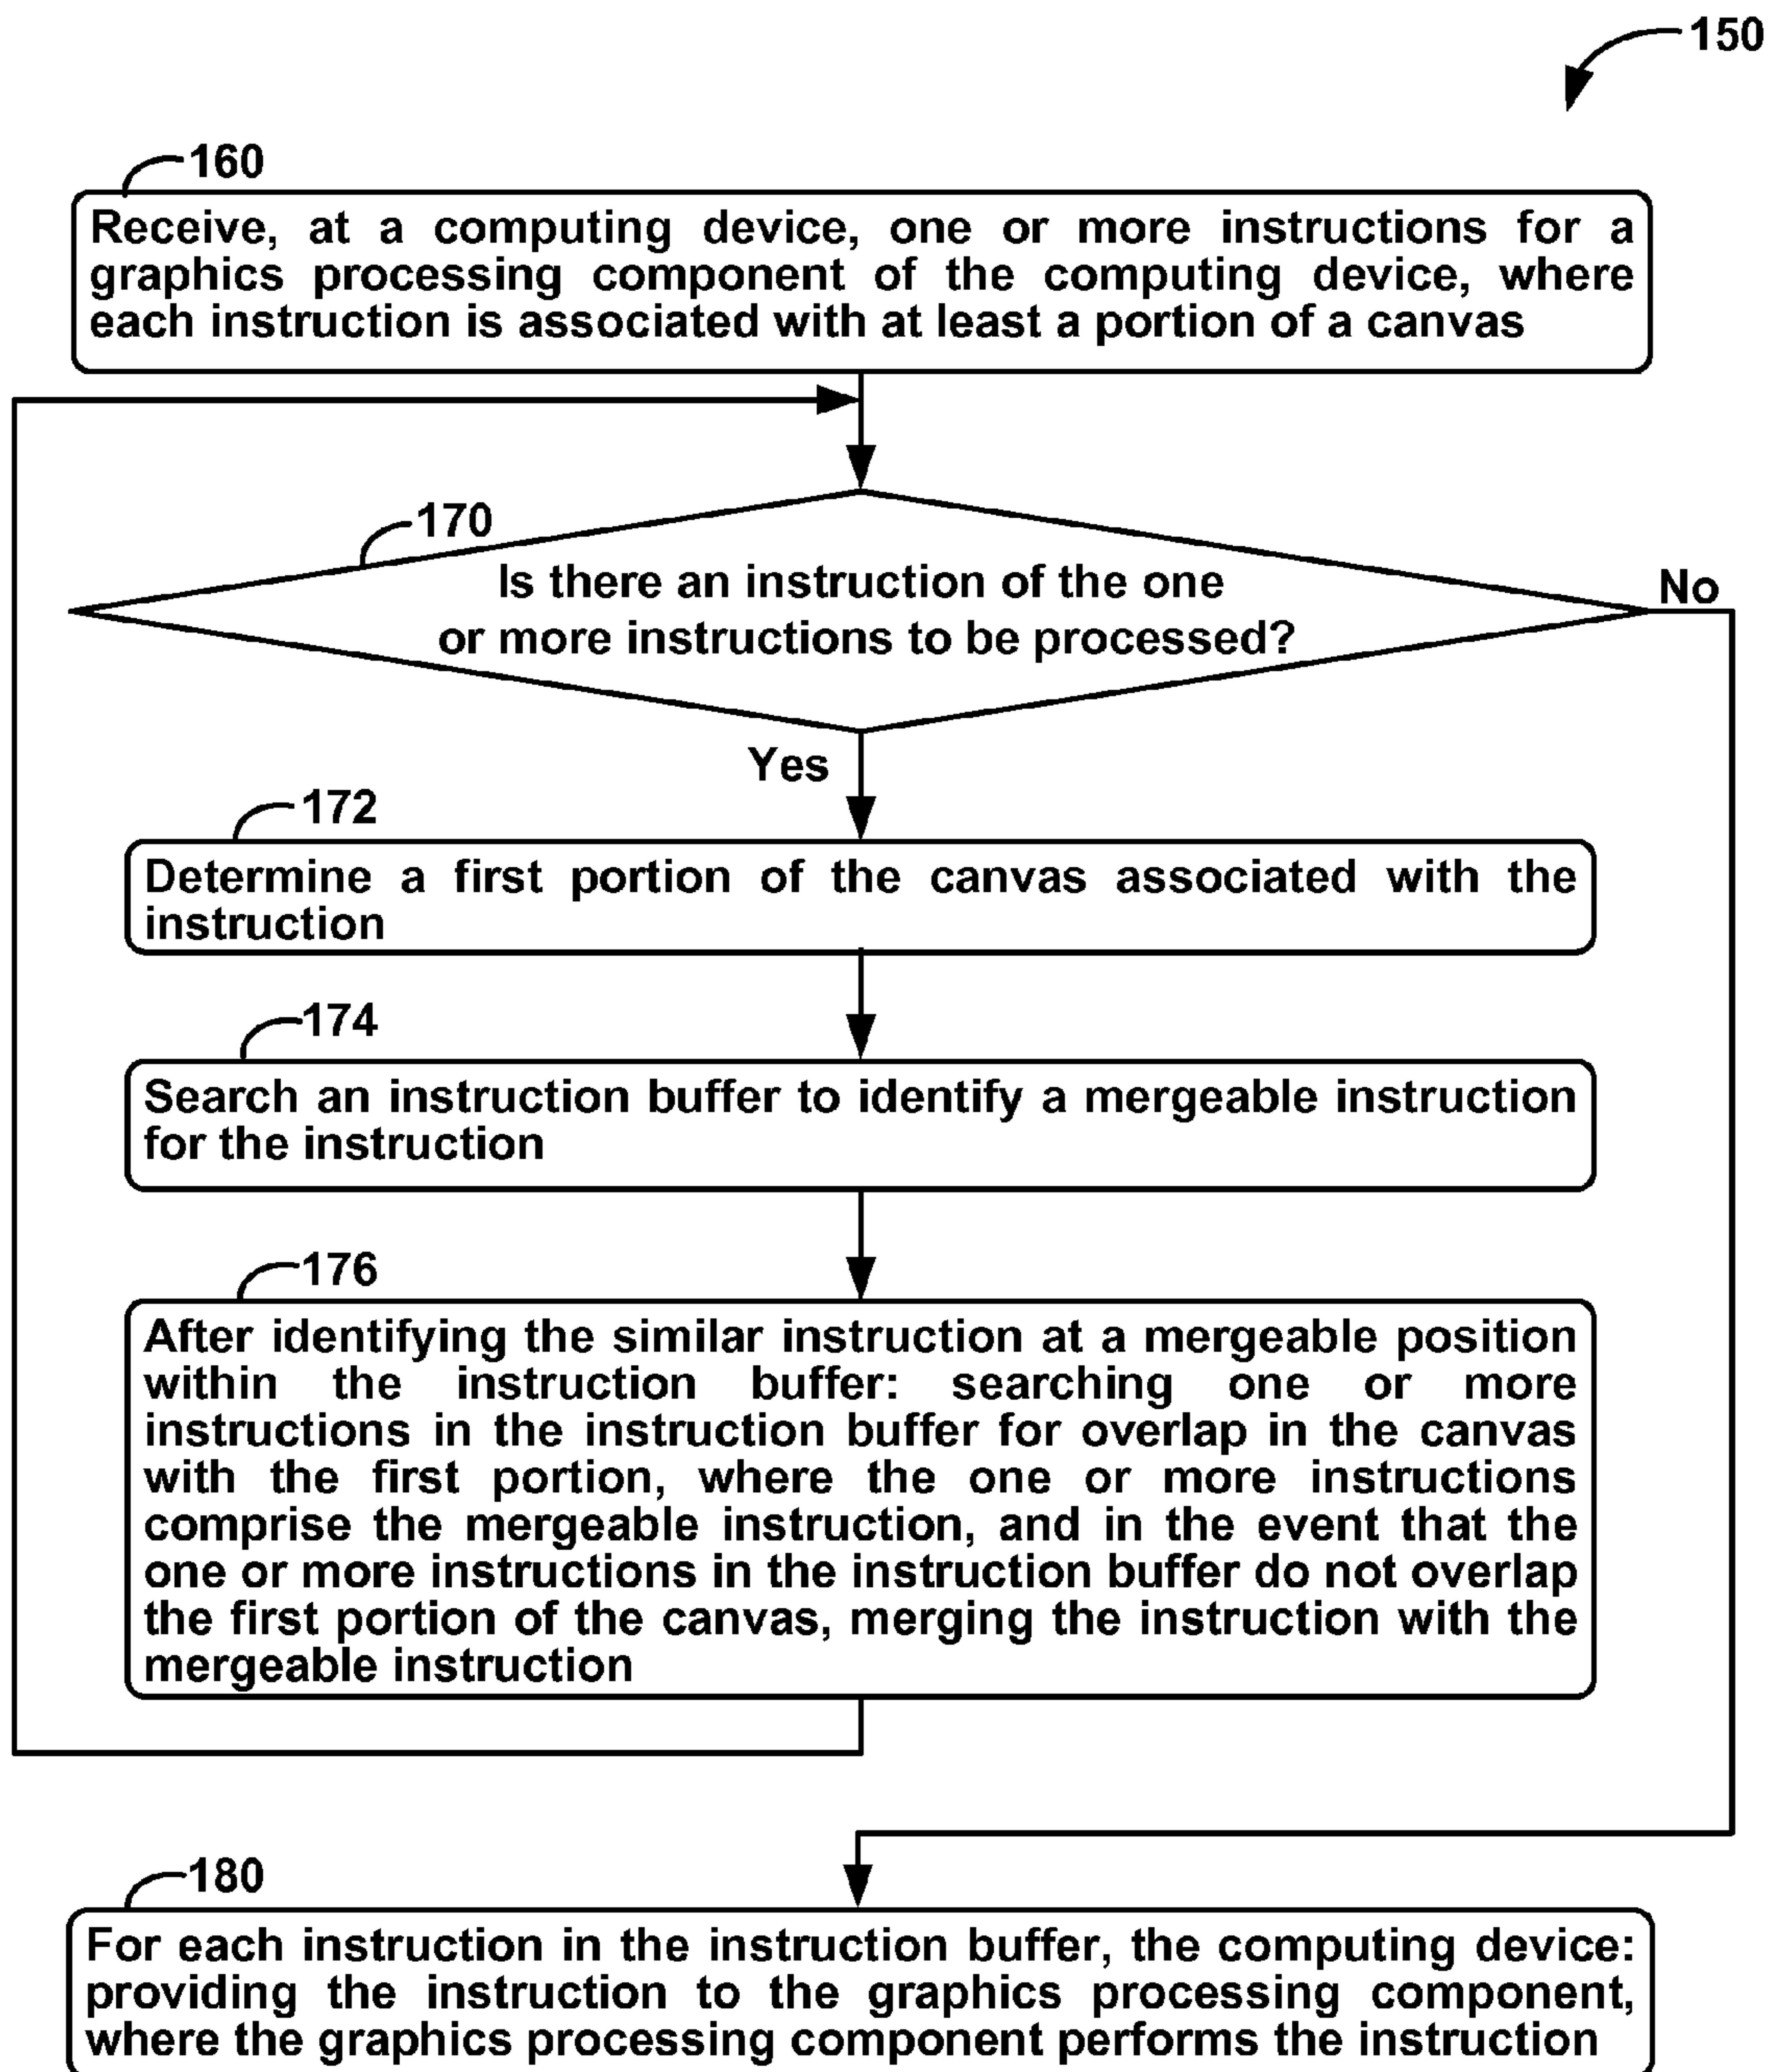 150
160
Receive, at a computing device, one or more instructions for a
graphics processing component of the computing device, where
each instruction is associated with at least a portion of a canvas
170
Is there an instruction of the one
or more instructions to be processed?
No
Yes
172
Determine a first portion of the canvas associated with the
instruction
174
Search an instruction buffer to identify a mergeable instruction
for the instruction
176
After identifying the similar instruction at a mergeable position
within the instruction buffer: searching one or more
instructions in the instruction buffer for overlap in the canvas
with the first portion, where the one or more instructions
comprise the mergeable instruction, and in the event that the
one or more instructions in the instruction buffer do not overlap
the first portion of the canvas, merging the instruction with the
mergeable instruction
180
For each instruction in the instruction buffer, the computing device:
providing the instruction to the graphics processing component,
where the graphics processing component performs the instruction